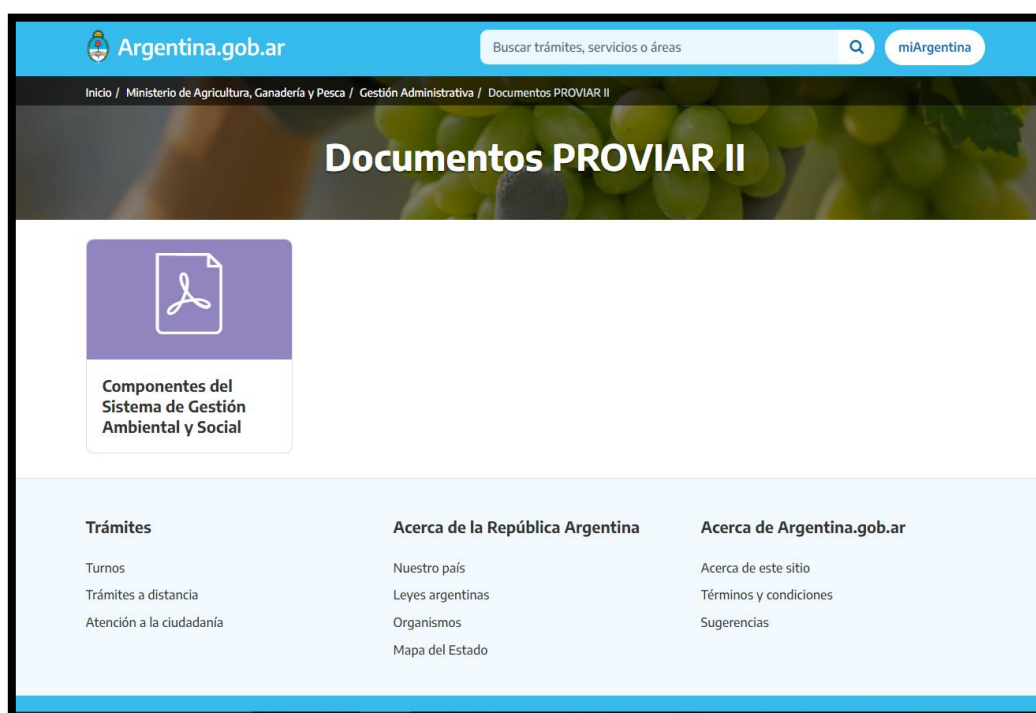 Argentina.gob.ar
Buscar trámites, servicios o áreas
miArgentina
Inicio / Ministerio de Agricultura, Ganadería y Pesca / Gestión Administrativa / Documentos PROVIAR II
Documentos PROVIAR II
Componentes del
Sistema de Gestión
Ambiental y Social
Trámites
Turnos
Trámites a distancia
Atención a la ciudadanía
Acerca de la República Argentina
Nuestro país
Leyes argentinas
Organismos
Mapa del Estado
Acerca de Argentina.gob.ar
Acerca de este sitio
Términos y condiciones
Sugerencias